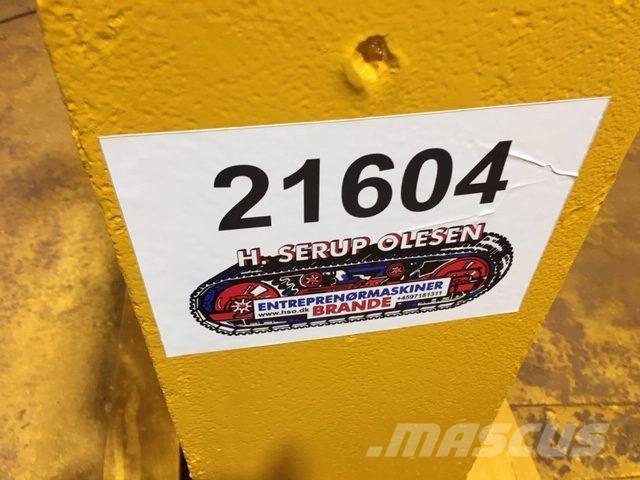 21604
H. SERUP OLESEN
ENTREPRENØRMASKINER
www.hso.dk BRANDE +4597181311
MASCUS